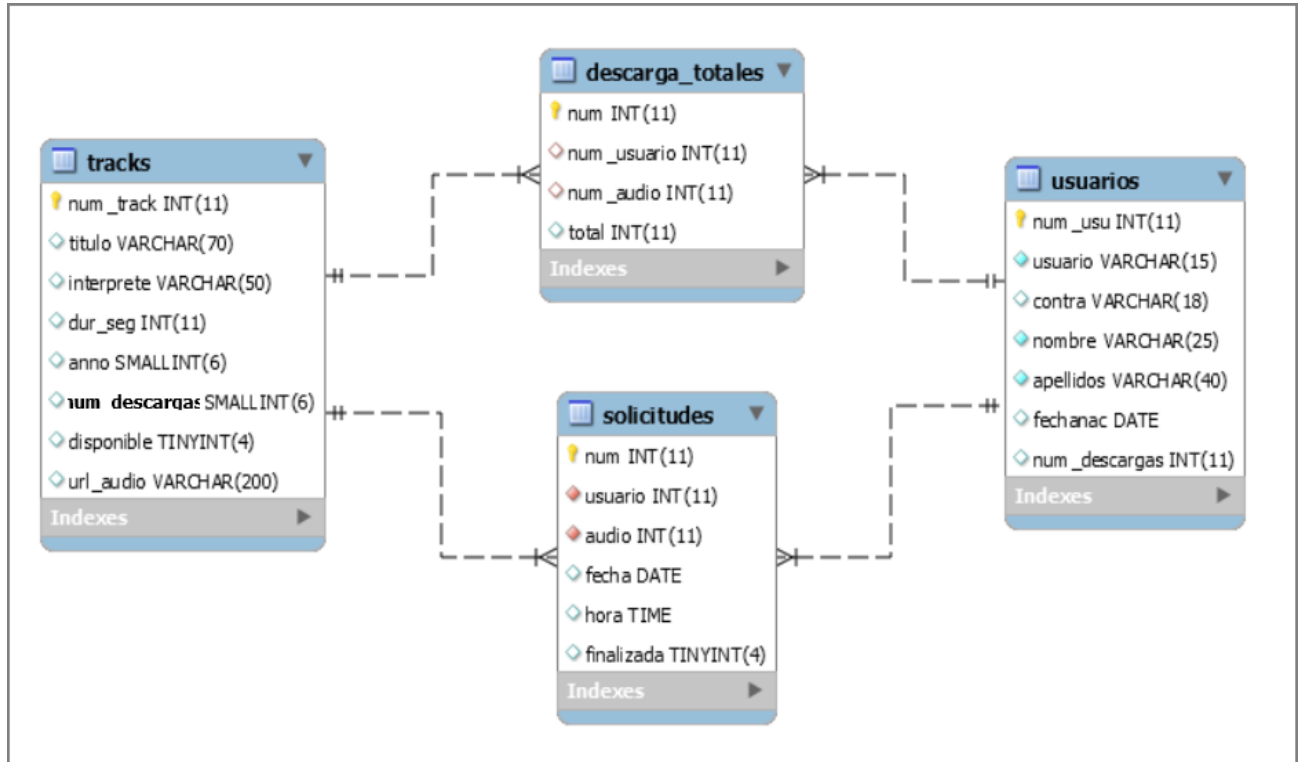 tracks
num_track INT(11)
titulo VARCHAR(70)
interprete VARCHAR(50)
dur_seg INT(11)
anno SMALLINT(6)
num_descargas SMALLINT(6)
disponible TINYINT(4)
url_audio VARCHAR(200)
Indexes
descarga_totales
num INT(11)
num_usuario INT(11)
num_audio INT(11)
total INT(11)
Indexes
solicitudes
num INT(11)
usuario INT(11)
audio INT(11)
fecha DATE
hora TIME
finalizada TINYINT(4)
Indexes
usuarios
num_usu INT(11)
usuario VARCHAR(15)
contra VARCHAR(18)
nombre VARCHAR(25)
apellidos VARCHAR(40)
fechanac DATE
num_descargas INT(11)
Indexes